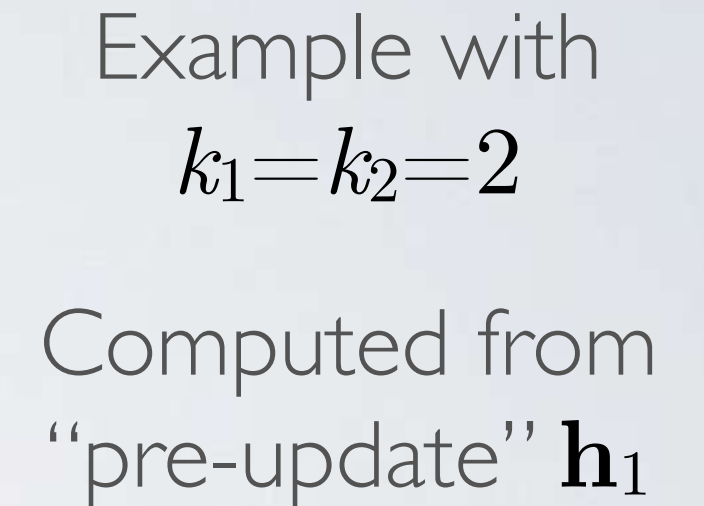 Example with
k₁=k₂=2
Computed from
“pre-update” h₁